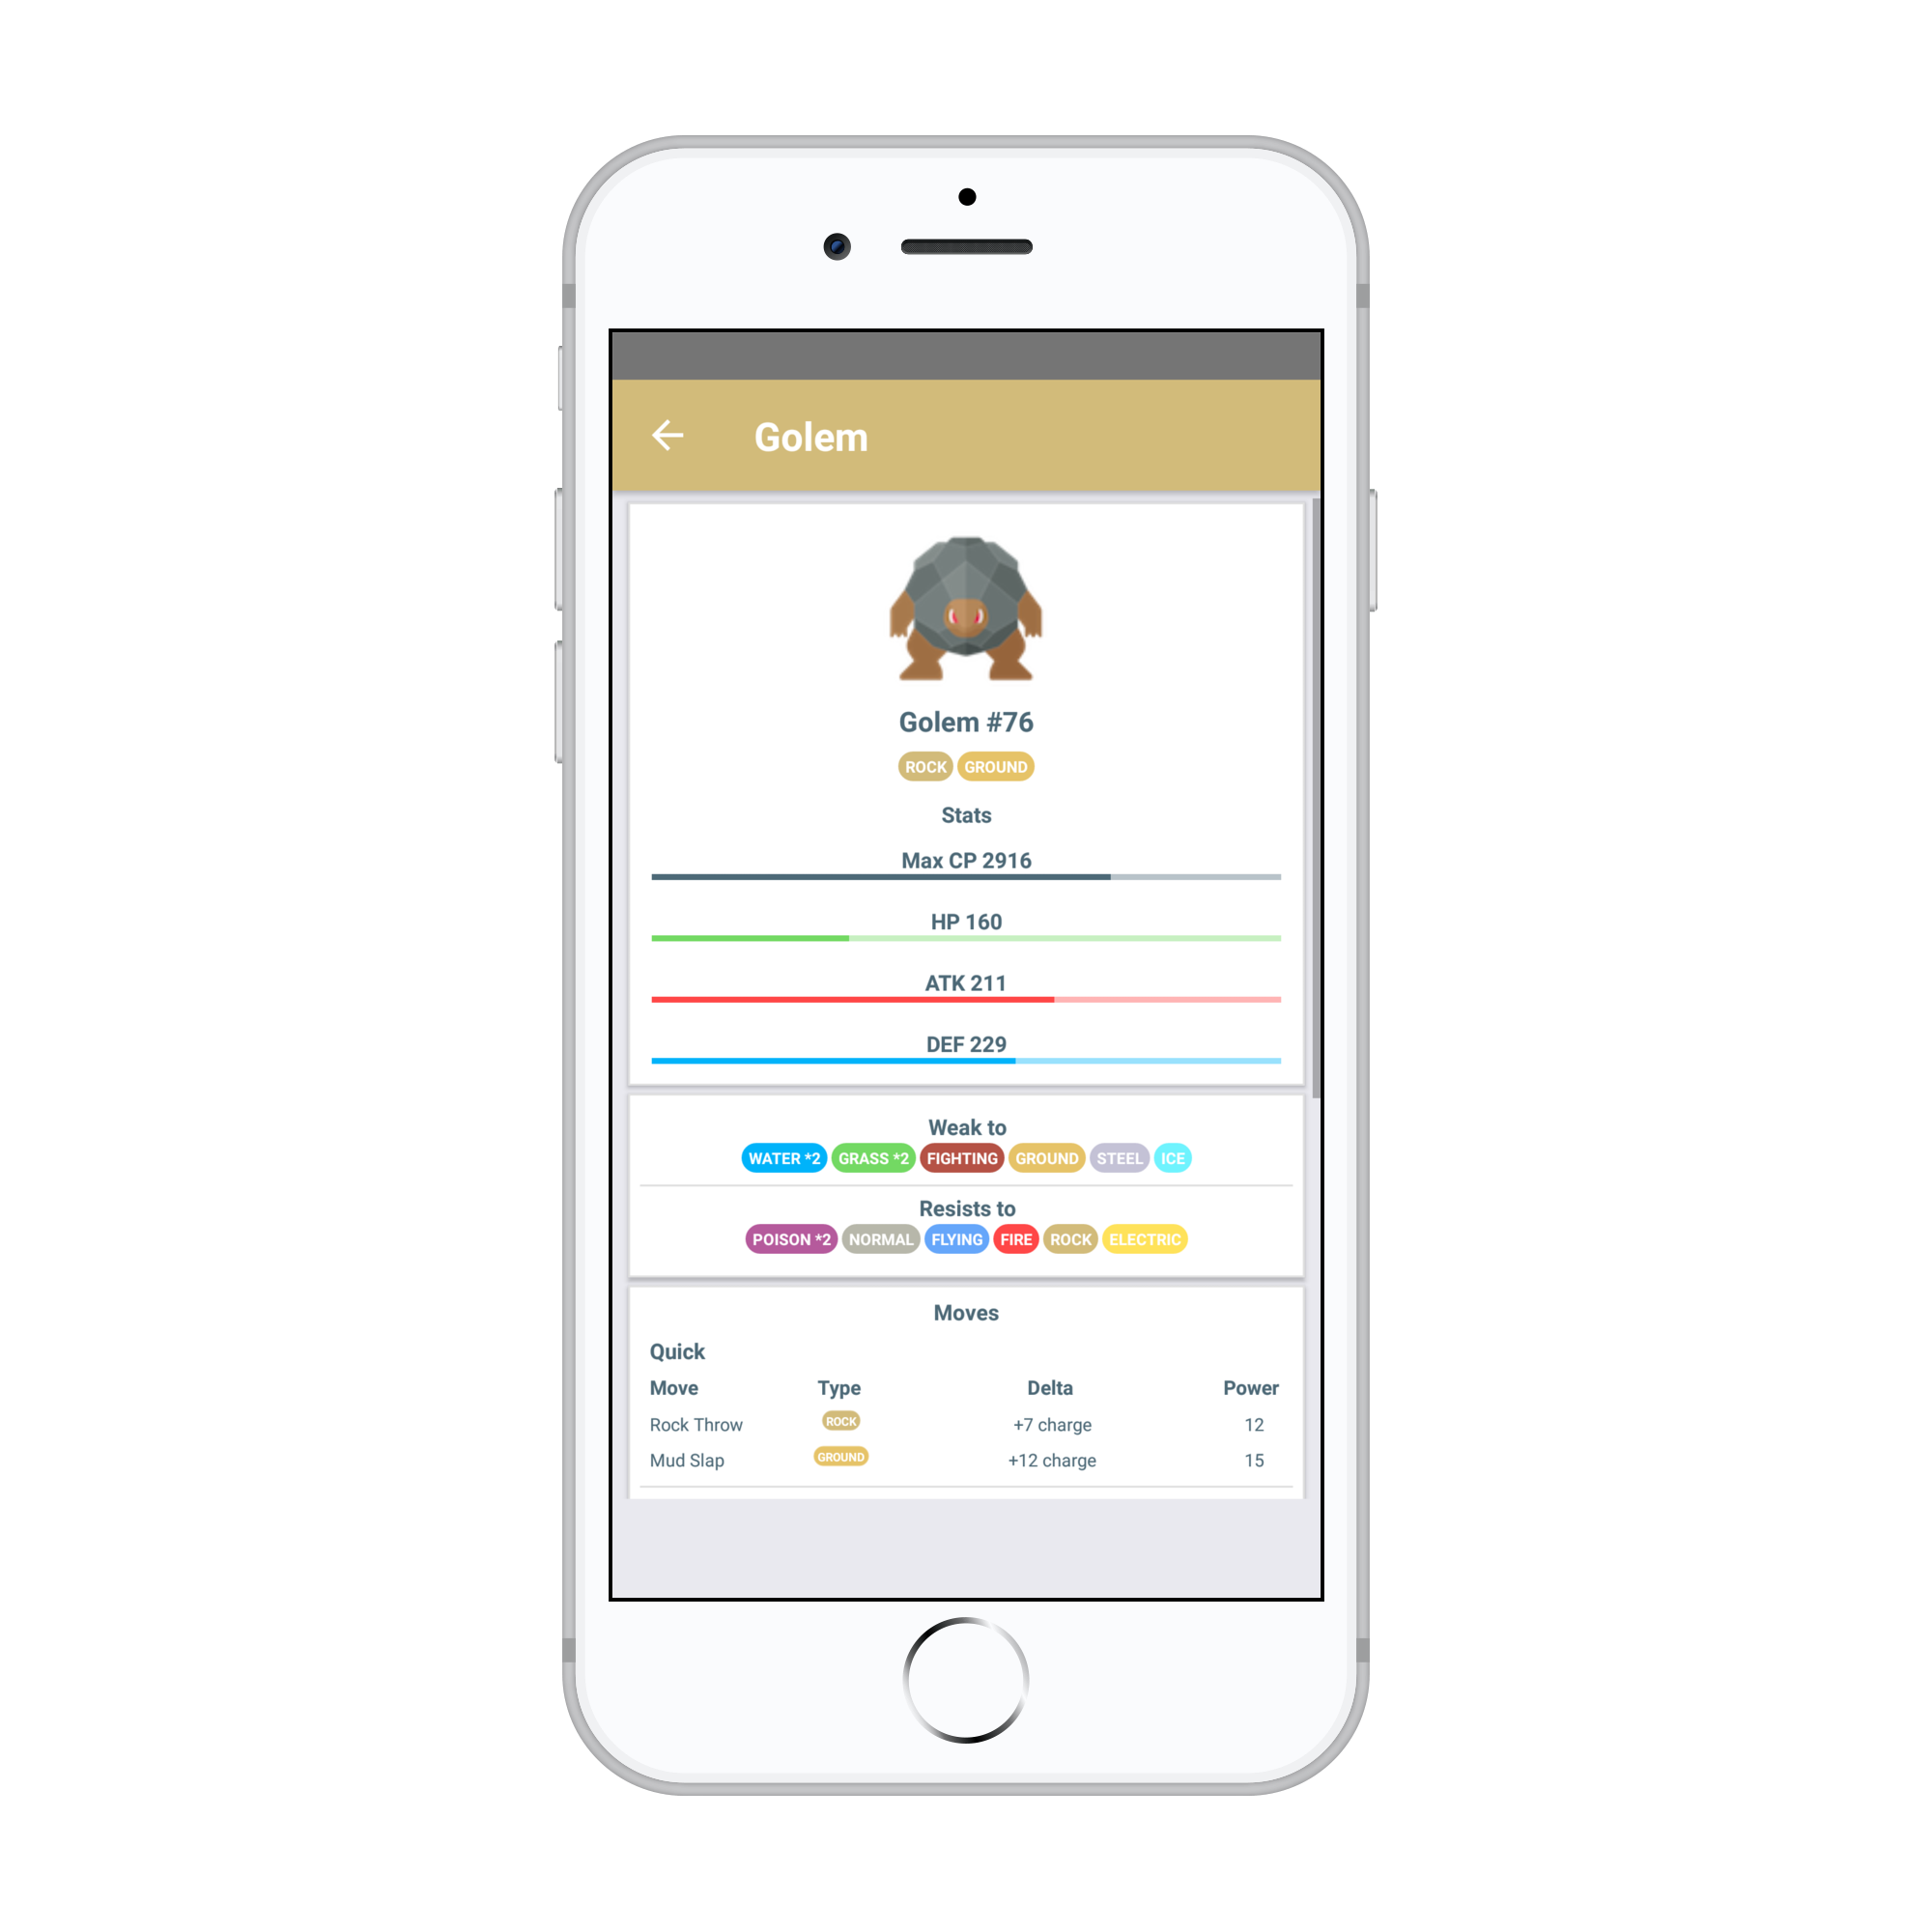 Golem
Golem #76
ROCK GROUND
Stats
Max CP 2916
HP 160
ATK 211
DEF 229
Weak to
WATER *2 GRASS *2 FIGHTING GROUND STEEL ICE
Resists to
POISON *2 NORMAL FLYING FIRE ROCK ELECTRIC
Moves
Quick
Move Type Delta Power
Rock Throw ROCK +7 charge 12
Mud Slap GROUND +12 charge 15